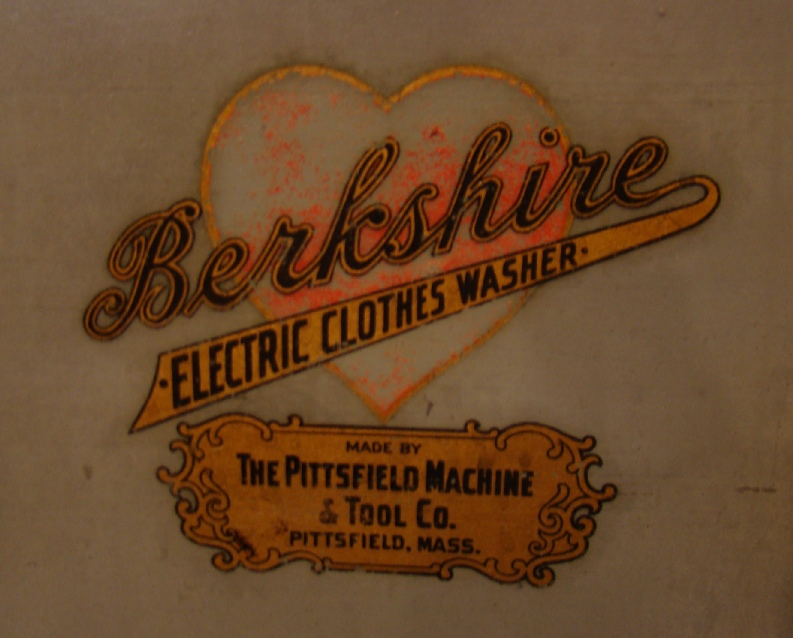 Berkshire
·ELECTRIC CLOTHES WASHER·
MADE BY
THE PITTSFIELD MACHINE
& TOOL CO.
PITTSFIELD, MASS.